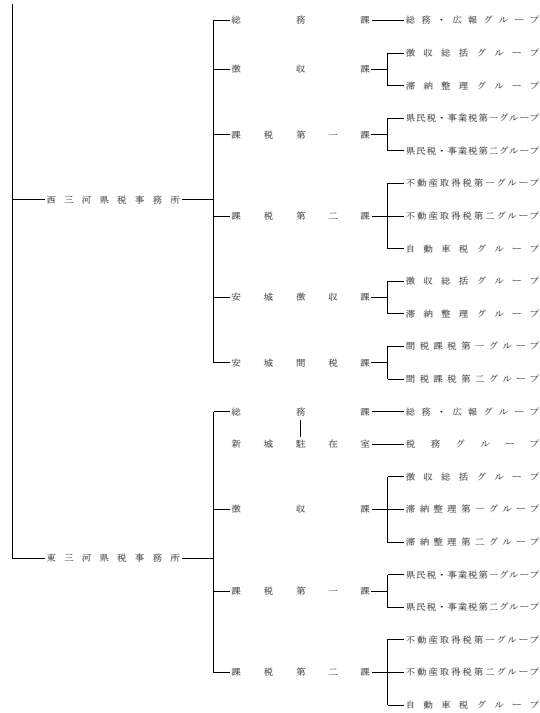 総務課 総務・広報グループ
徴収総括グループ
徴収課
滞納整理グループ
県民税・事業税第一グループ
課税第一課
県民税・事業税第二グループ
不動産取得税第一グループ
西三河県税事務所
課税第二課 不動産取得税第二グループ
自動車税グループ
徴収総括グループ
安城徴収課
滞納整理グループ
間税課税第一グループ
安城間税課
間税課税第二グループ
総務課 総務・広報グループ
新城駐在室 税務グループ
徴収総括グループ
徴収課 滞納整理第一グループ
滞納整理第二グループ
東三河県税事務所
県民税・事業税第一グループ
課税第一課
県民税・事業税第二グループ
不動産取得税第一グループ
課税第二課 不動産取得税第二グループ
自動車税グループ